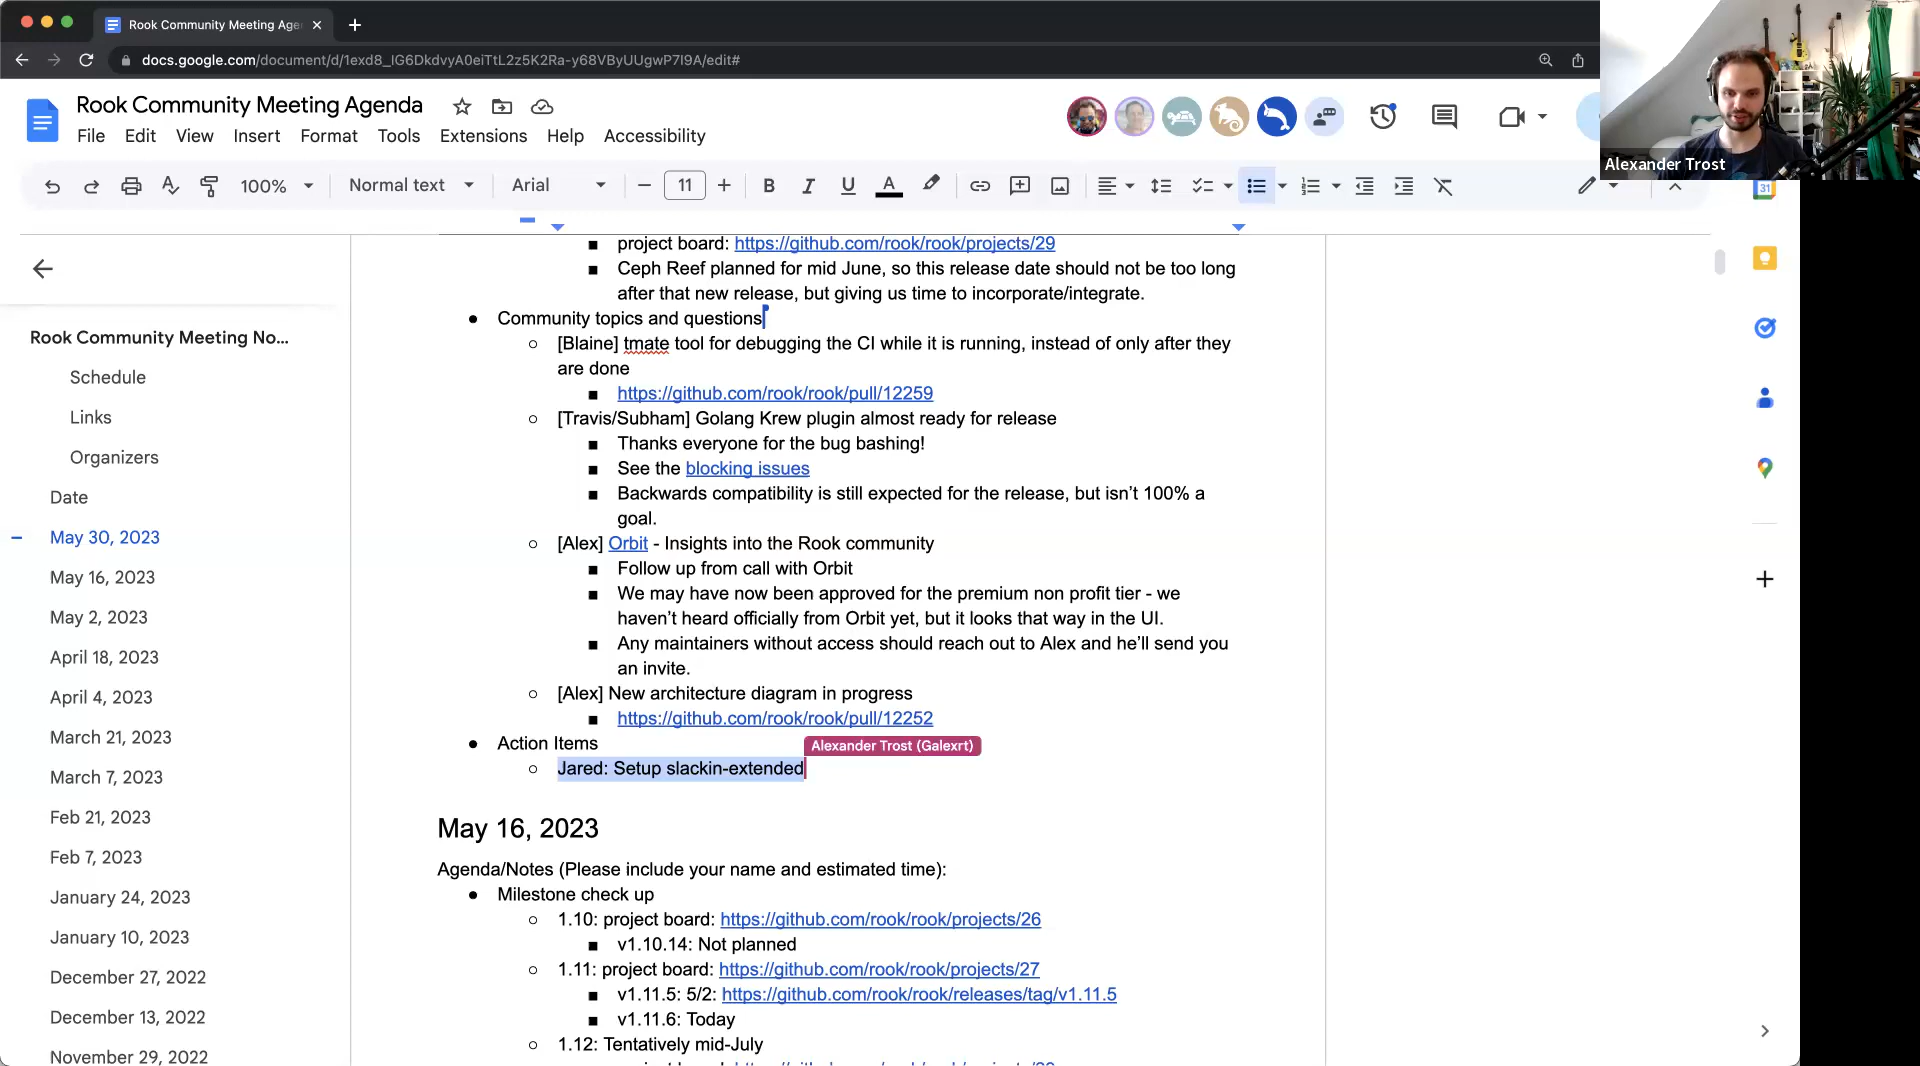 Rook Community Meeting Age
docs.google.com/document/d/1exd8_IG6DkdvyA0eiTtL2z5K2Ra-y68VByUUgwP7I9A/edit#
Rook Community Meeting Agenda
File Edit View Insert Format Tools Extensions Help Accessibility
Alexander Trost
100% Normal text Arial 11
31
project board: https://github.com/rook/rook/projects/29
Ceph Reef planned for mid June, so this release date should not be too long
after that new release, but giving us time to incorporate/integrate.
Community topics and questions
[Blaine] tmate tool for debugging the CI while it is running, instead of only after they
are done
https://github.com/rook/rook/pull/12259
[Travis/Subham] Golang Krew plugin almost ready for release
Thanks everyone for the bug bashing!
See the blocking issues
Backwards compatibility is still expected for the release, but isn't 100% a
goal.
[Alex] Orbit - Insights into the Rook community
Follow up from call with Orbit
We may have now been approved for the premium non profit tier - we
haven't heard officially from Orbit yet, but it looks that way in the UI.
Any maintainers without access should reach out to Alex and he'll send you
an invite.
[Alex] New architecture diagram in progress
https://github.com/rook/rook/pull/12252
Action Items
Alexander Trost (Galexrt)
Jared: Setup slackin-extended
May 16, 2023
Agenda/Notes (Please include your name and estimated time):
Milestone check up
1.10: project board: https://github.com/rook/rook/projects/26
v1.10.14: Not planned
1.11: project board: https://github.com/rook/rook/projects/27
v1.11.5: 5/2: https://github.com/rook/rook/releases/tag/v1.11.5
v1.11.6: Today
1.12: Tentatively mid-July
Rook Community Meeting No...
Schedule
Links
Organizers
Date
May 30, 2023
May 16, 2023
May 2, 2023
April 18, 2023
April 4, 2023
March 21, 2023
March 7, 2023
Feb 21, 2023
Feb 7, 2023
January 24, 2023
January 10, 2023
December 27, 2022
December 13, 2022
November 29, 2022